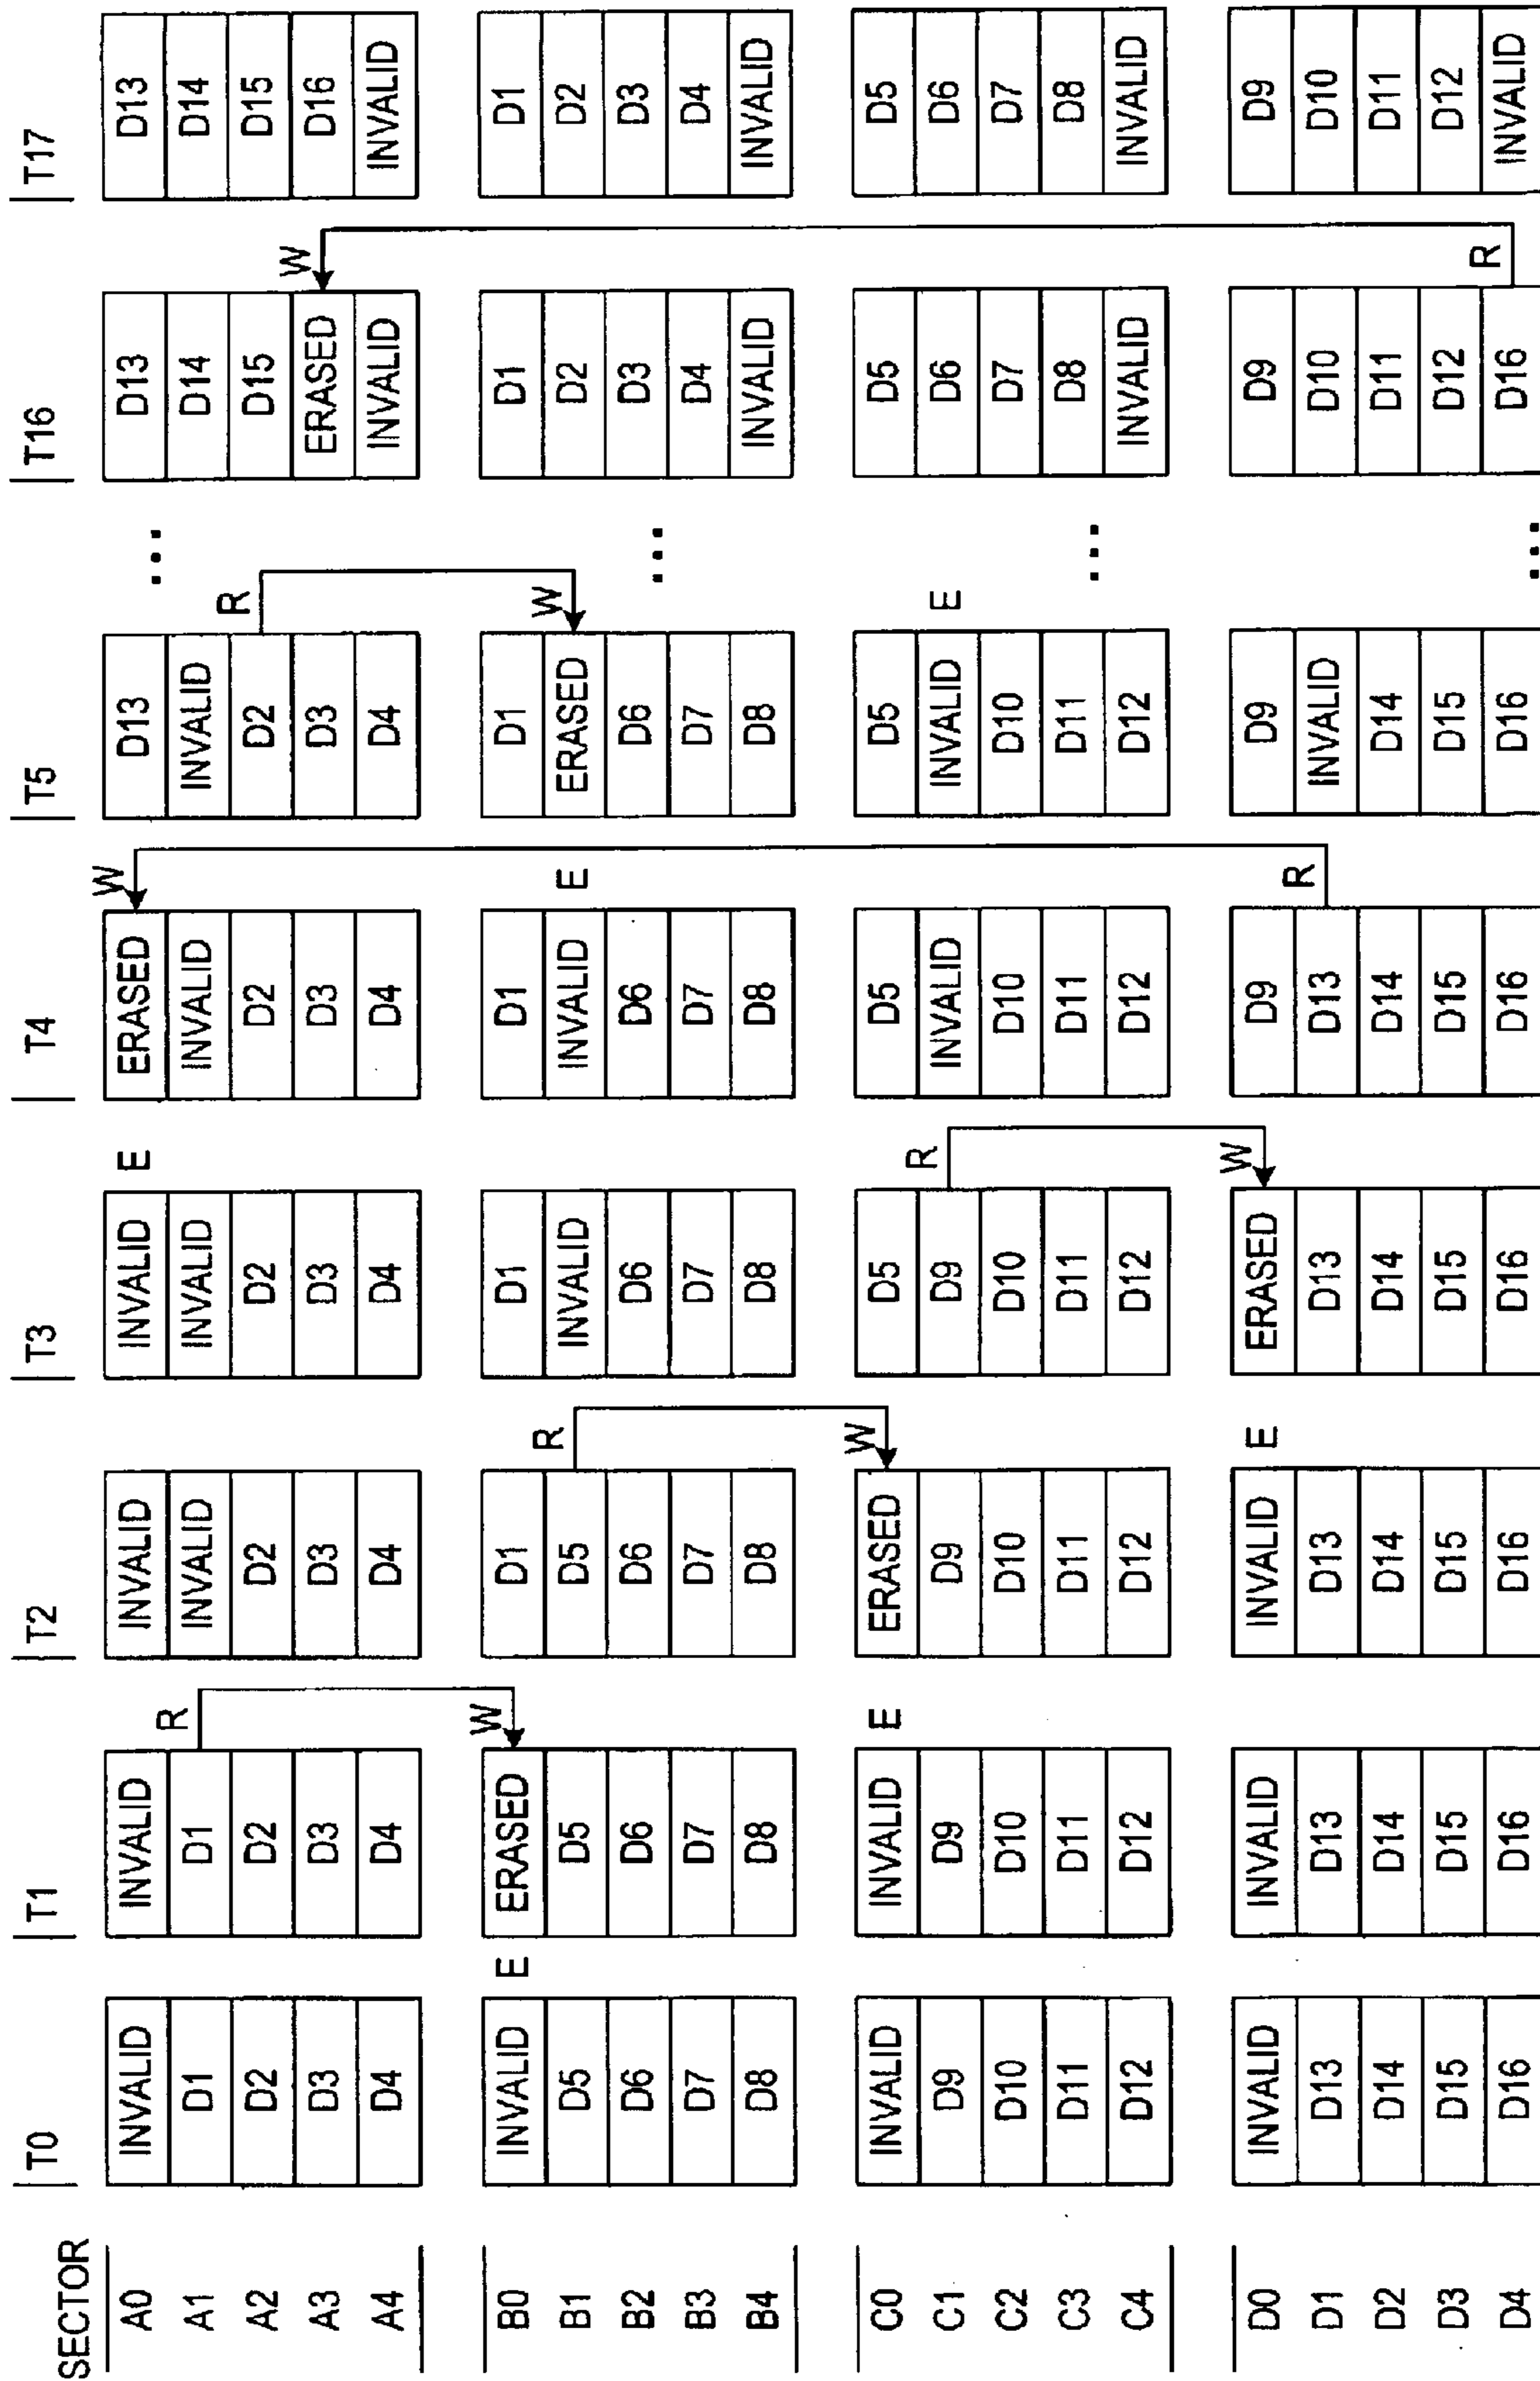 SECTOR T0 T1 T2 T3 T4 T5 T16 T17
A0 INVALID INVALID INVALID INVALID E ERASED W D13 ... D13 D13
A1 D1 D1 R INVALID INVALID INVALID INVALID D14 D14
A2 D2 D2 D2 D2 D2 D2 R D15 D15
A3 D3 D3 D3 D3 D3 D3 ERASED W D16
A4 D4 D4 D4 D4 D4 D4 INVALID INVALID
B0 INVALID E ERASED W D1 D1 D1 D1 D1 D1
B1 D5 D5 D5 R INVALID INVALID E ERASED W D2 D2
B2 D6 D6 D6 D6 D6 D6 ... D3 D3
B3 D7 D7 D7 D7 D7 D7 D4 D4
B4 D8 D8 D8 D8 D8 D8 INVALID INVALID
C0 INVALID INVALID E ERASED W D5 D5 D5 D5 D5
C1 D9 D9 D9 D9 R INVALID INVALID E D6 D6
C2 D10 D10 D10 D10 D10 D10 D7 D7
C3 D11 D11 D11 D11 D11 D11 ... D8 D8
C4 D12 D12 D12 D12 D12 D12 INVALID INVALID
D0 INVALID INVALID INVALID E ERASED W D9 D9 D9 D9
D1 D13 D13 D13 D13 D13 R INVALID D10 D10
D2 D14 D14 D14 D14 D14 D14 D11 D11
D3 D15 D15 D15 D15 D15 D15 D12 D12
D4 D16 D16 D16 D16 D16 D16 ... D16 R INVALID